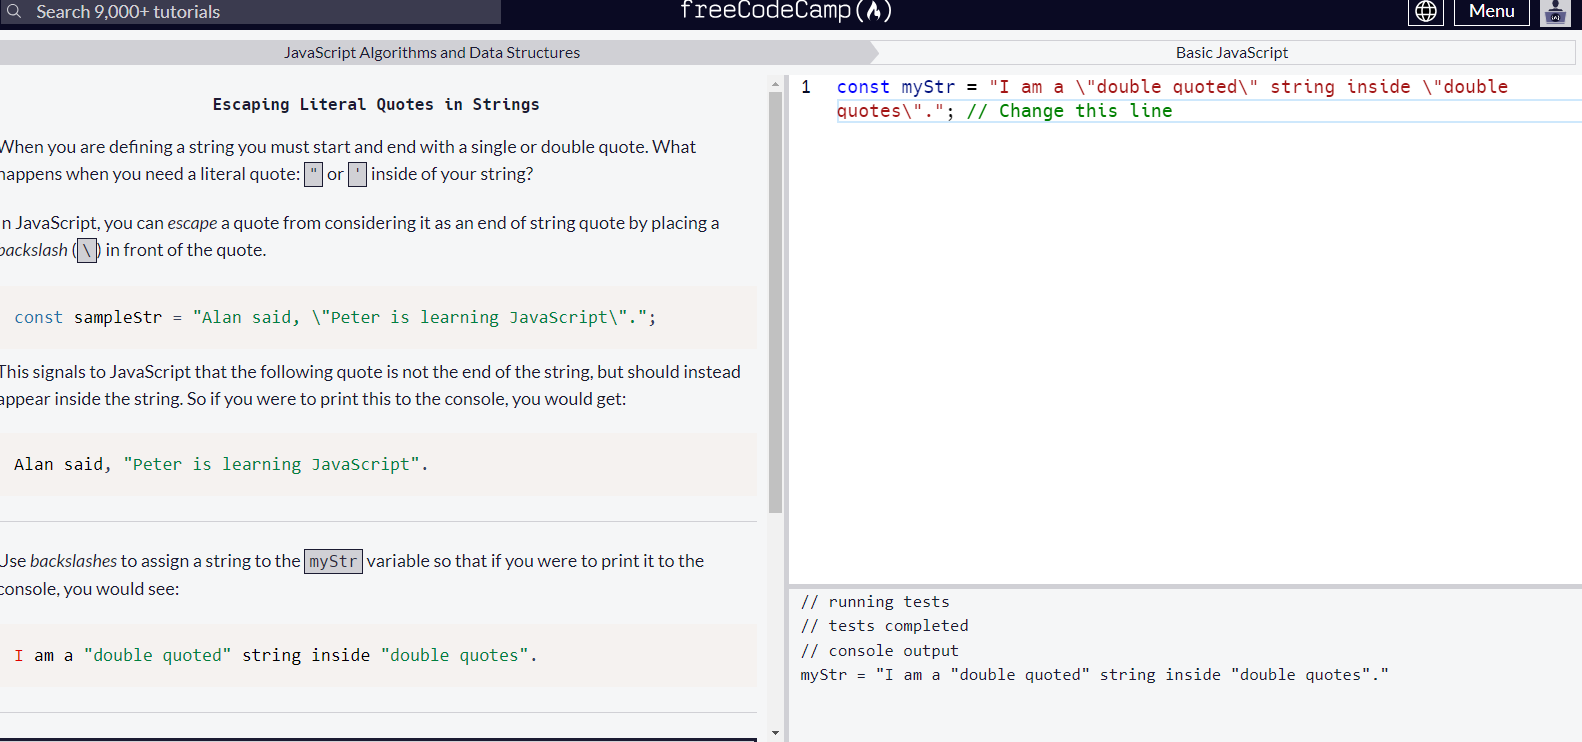 Search 9,000+ tutorials
freeCodeCamp(🔥)
Menu
JavaScript Algorithms and Data Structures
Basic JavaScript
Escaping Literal Quotes in Strings
When you are defining a string you must start and end with a single or double quote. What
happens when you need a literal quote: " or ' inside of your string?
In JavaScript, you can escape a quote from considering it as an end of string quote by placing a
backslash (\) in front of the quote.
const sampleStr = "Alan said, \"Peter is learning JavaScript\".";
This signals to JavaScript that the following quote is not the end of the string, but should instead
appear inside the string. So if you were to print this to the console, you would get:
Alan said, "Peter is learning JavaScript".
Use backslashes to assign a string to the myStr variable so that if you were to print it to the
console, you would see:
I am a "double quoted" string inside "double quotes".
1 const myStr = "I am a \"double quoted\" string inside \"double
quotes\"."; // Change this line
// running tests
// tests completed
// console output
myStr = "I am a "double quoted" string inside "double quotes"."